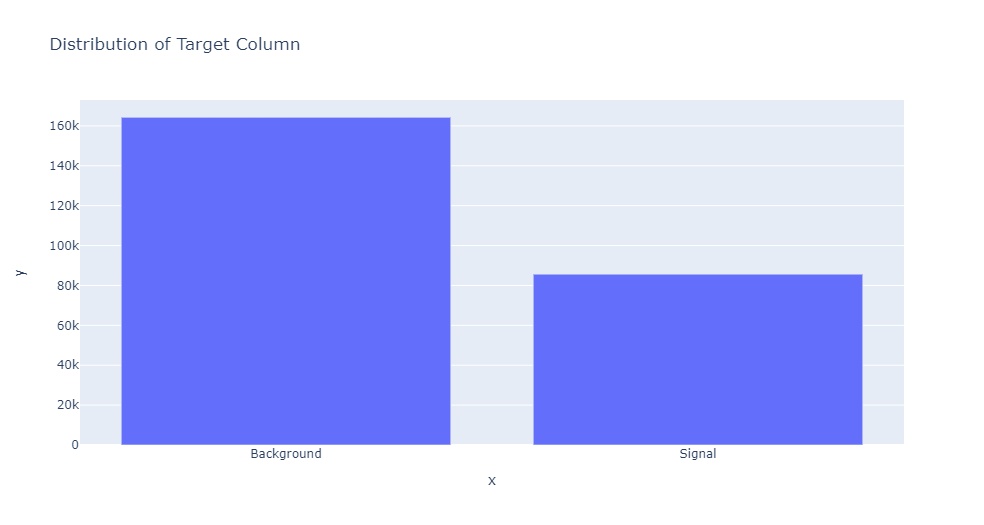 Distribution of Target Column
160k
140k
120k
100k
80k
60k
40k
20k
0
y
Background
Signal
x